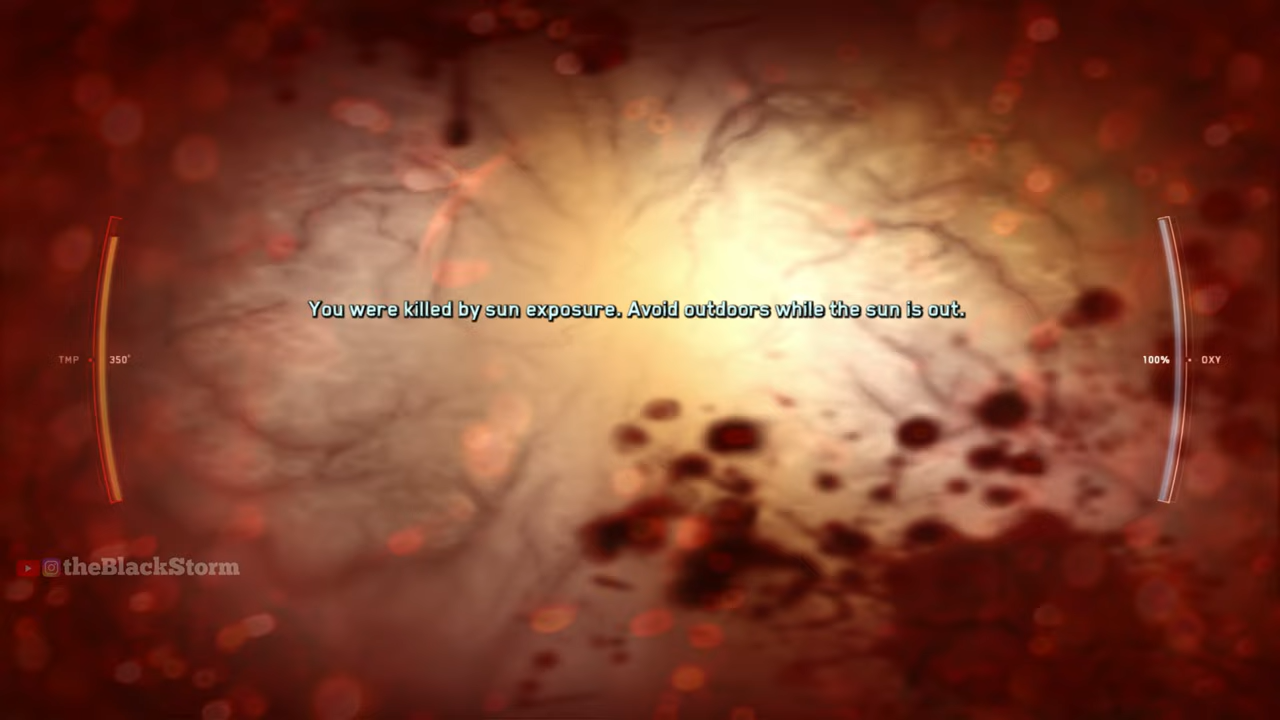 You were killed by sun exposure. Avoid outdoors while the sun is out.
TMP 350° 100% OXY
theBlackStorm